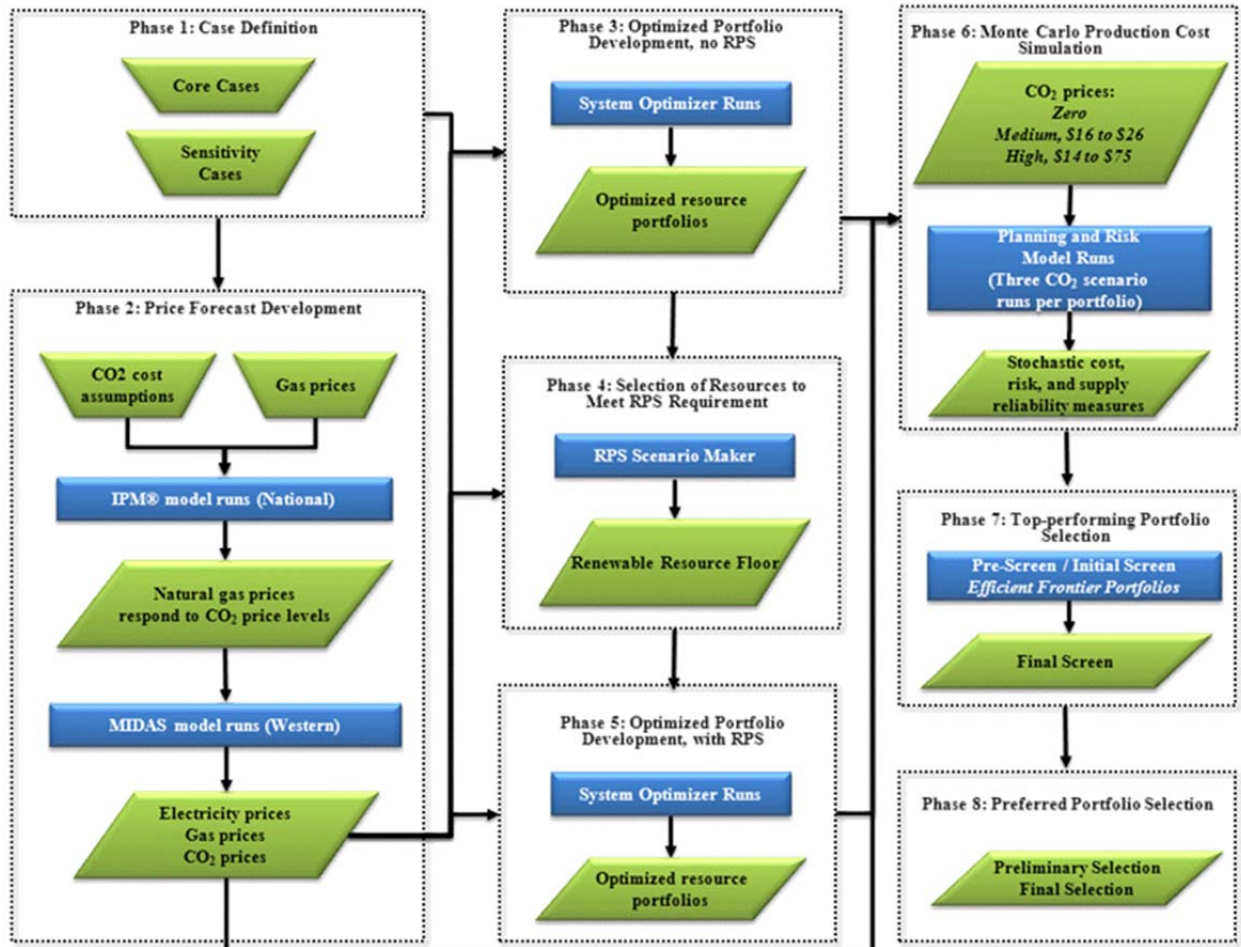 Phase 1: Case Definition
Core Cases
Sensitivity
Cases
Phase 2: Price Forecast Development
CO2 cost
assumptions
Gas prices
IPM® model runs (National)
Natural gas prices
respond to CO₂ price levels
MIDAS model runs (Western)
Electricity prices
Gas prices
CO₂ prices
Phase 3: Optimized Portfolio
Development, no RPS
System Optimizer Runs
Optimized resource
portfolios
Phase 4: Selection of Resources to
Meet RPS Requirement
RPS Scenario Maker
Renewable Resource Floor
Phase 5: Optimized Portfolio
Development, with RPS
System Optimizer Runs
Optimized resource
portfolios
Phase 6: Monte Carlo Production Cost
Simulation
CO₂ prices:
Zero
Medium, $16 to $26
High, $14 to $75
Planning and Risk
Model Runs
(Three CO₂ scenario
runs per portfolio)
Stochastic cost,
risk, and supply
reliability measures
Phase 7: Top-performing Portfolio
Selection
Pre-Screen / Initial Screen
Efficient Frontier Portfolios
Final Screen
Phase 8: Preferred Portfolio Selection
Preliminary Selection
Final Selection